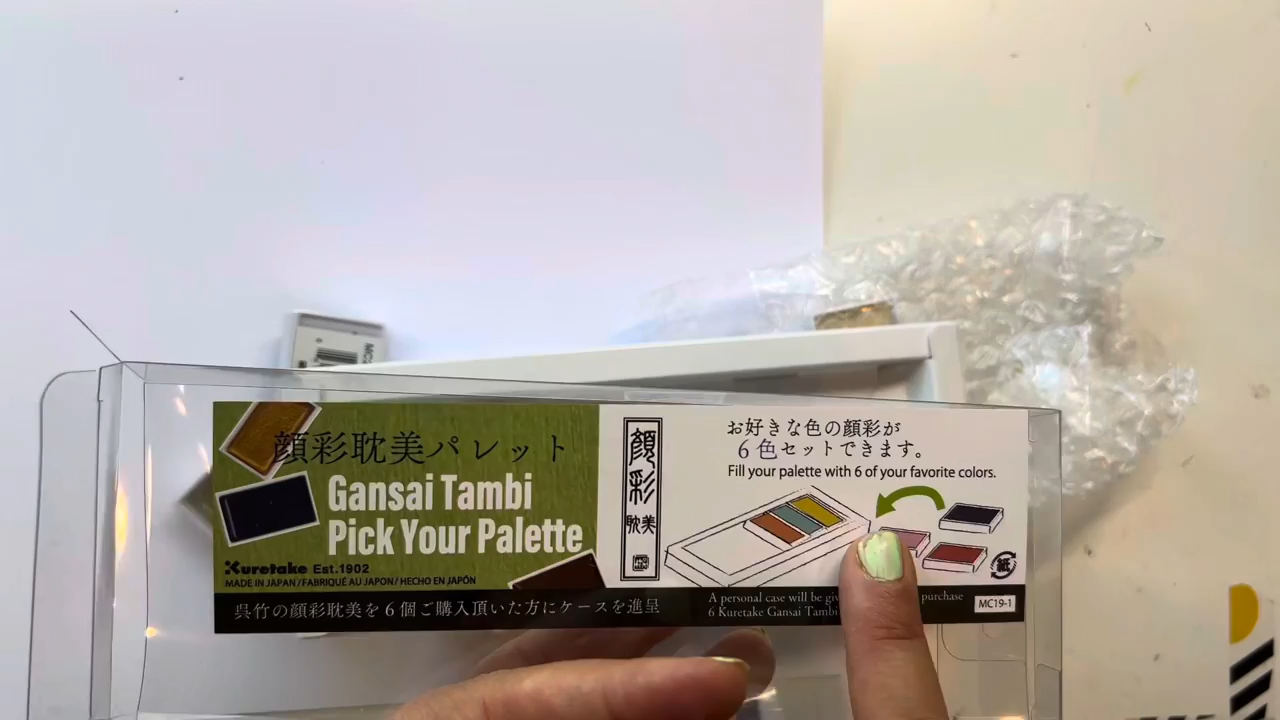 顔彩耽美パレット
Gansai Tambi
Pick Your Palette
Kuretake Est.1902
MADE IN JAPAN/FABRIQUÉ AU JAPON/HECHO EN JAPÓN
呉竹の顔彩耽美を6個ご購入頂いた方にケースを進呈
顔彩
耽美
お好きな色の顔彩が
6色セットできます。
Fill your palette with 6 of your favorite colors.
紙
A personal case will be purchase
6 Kuretake Gansai Tambi
MC19-1
MC